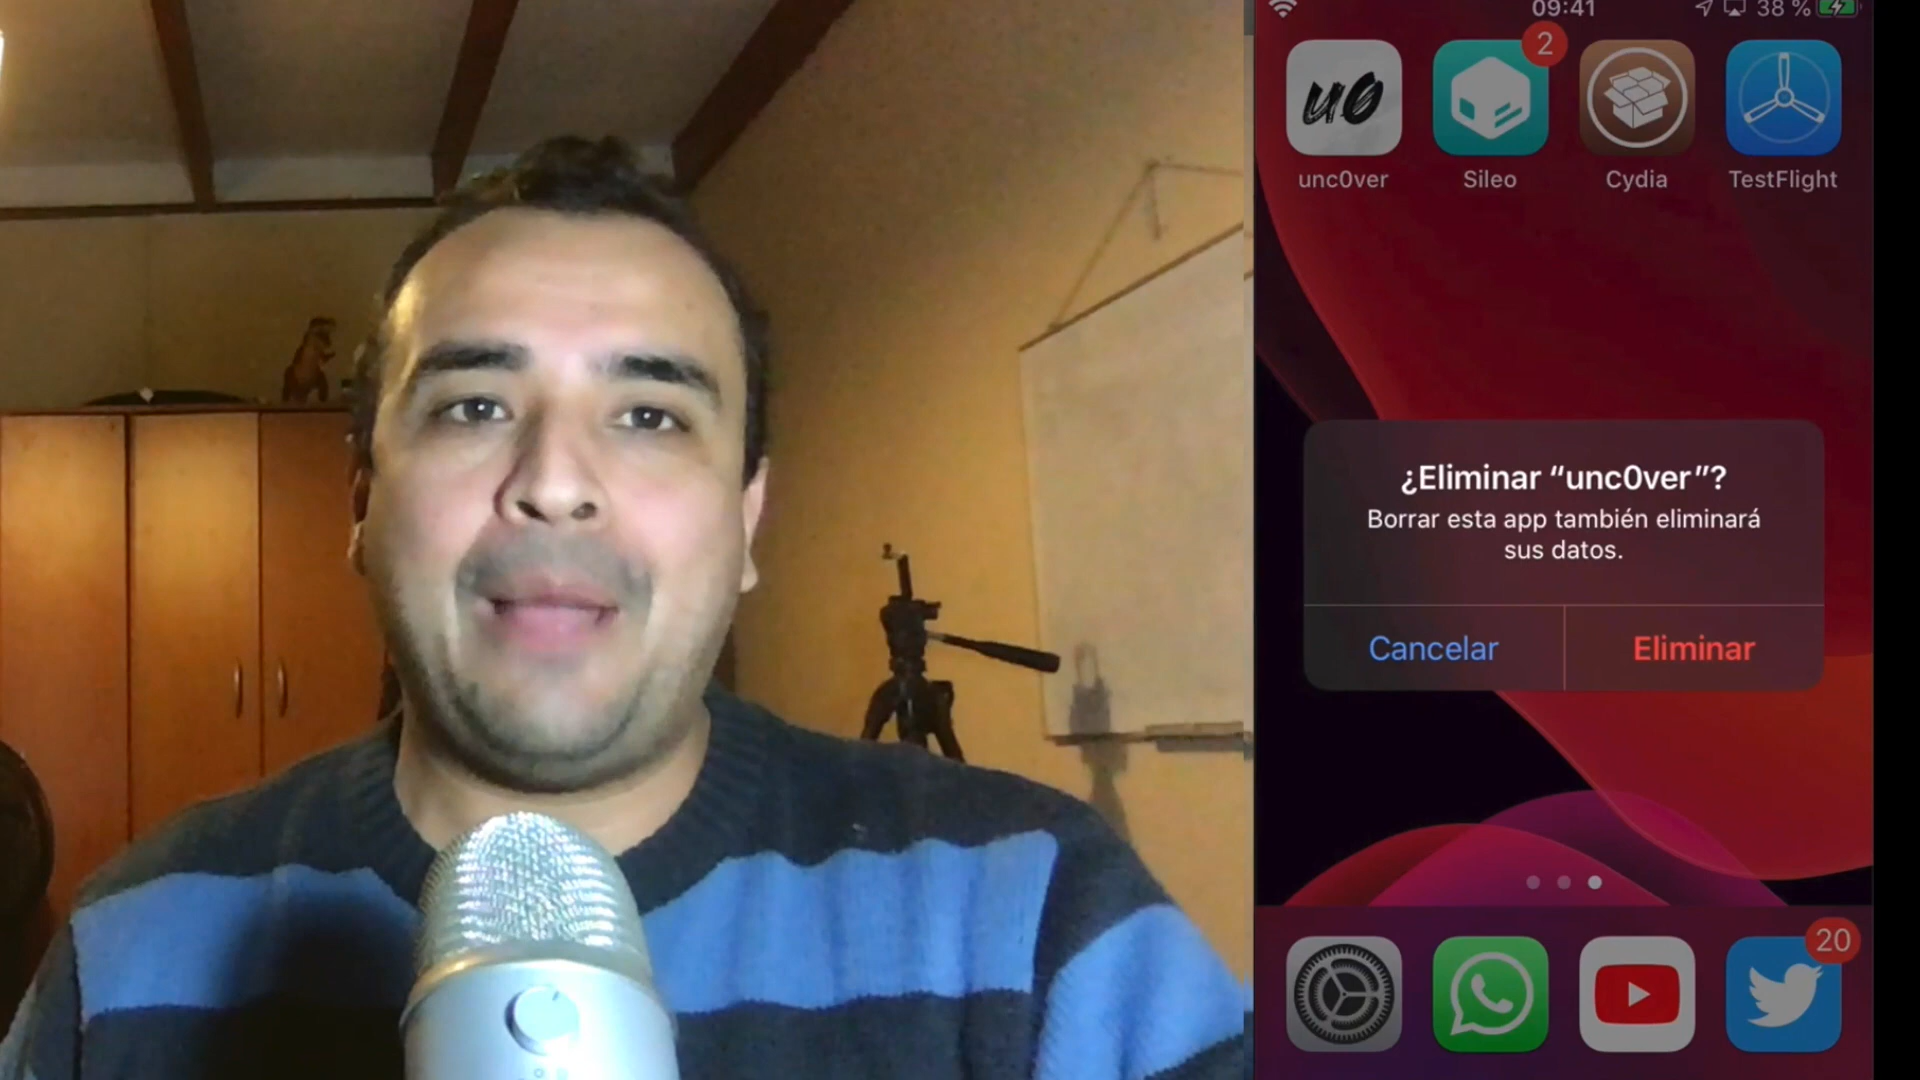 09:41
38 %
2
u0
unc0ver
Sileo
Cydia
TestFlight
¿Eliminar “unc0ver”?
Borrar esta app también eliminará
sus datos.
Cancelar
Eliminar
20